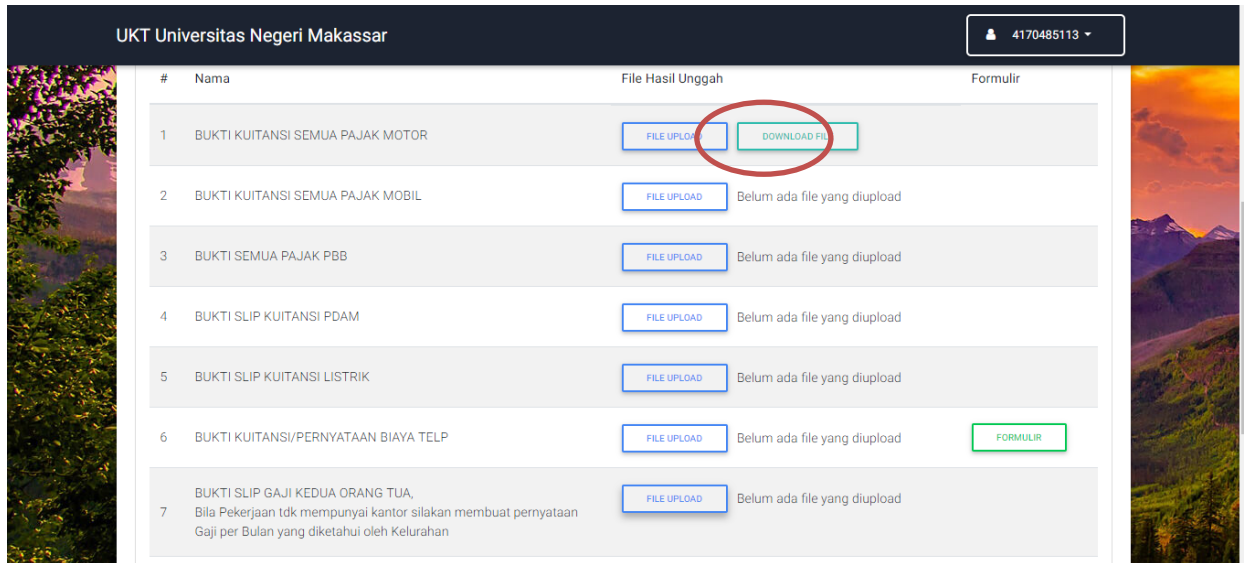 UKT Universitas Negeri Makassar
4170485113
# Nama File Hasil Unggah Formulir
1 BUKTI KUITANSI SEMUA PAJAK MOTOR FILE UPLOAD DOWNLOAD FILE
2 BUKTI KUITANSI SEMUA PAJAK MOBIL FILE UPLOAD Belum ada file yang diupload
3 BUKTI SEMUA PAJAK PBB FILE UPLOAD Belum ada file yang diupload
4 BUKTI SLIP KUITANSI PDAM FILE UPLOAD Belum ada file yang diupload
5 BUKTI SLIP KUITANSI LISTRIK FILE UPLOAD Belum ada file yang diupload
6 BUKTI KUITANSI/PERNYATAAN BIAYA TELP FILE UPLOAD Belum ada file yang diupload FORMULIR
7 BUKTI SLIP GAJI KEDUA ORANG TUA,
Bila Pekerjaan tdk mempunyai kantor silakan membuat pernyataan
Gaji per Bulan yang diketahui oleh Kelurahan
FILE UPLOAD Belum ada file yang diupload